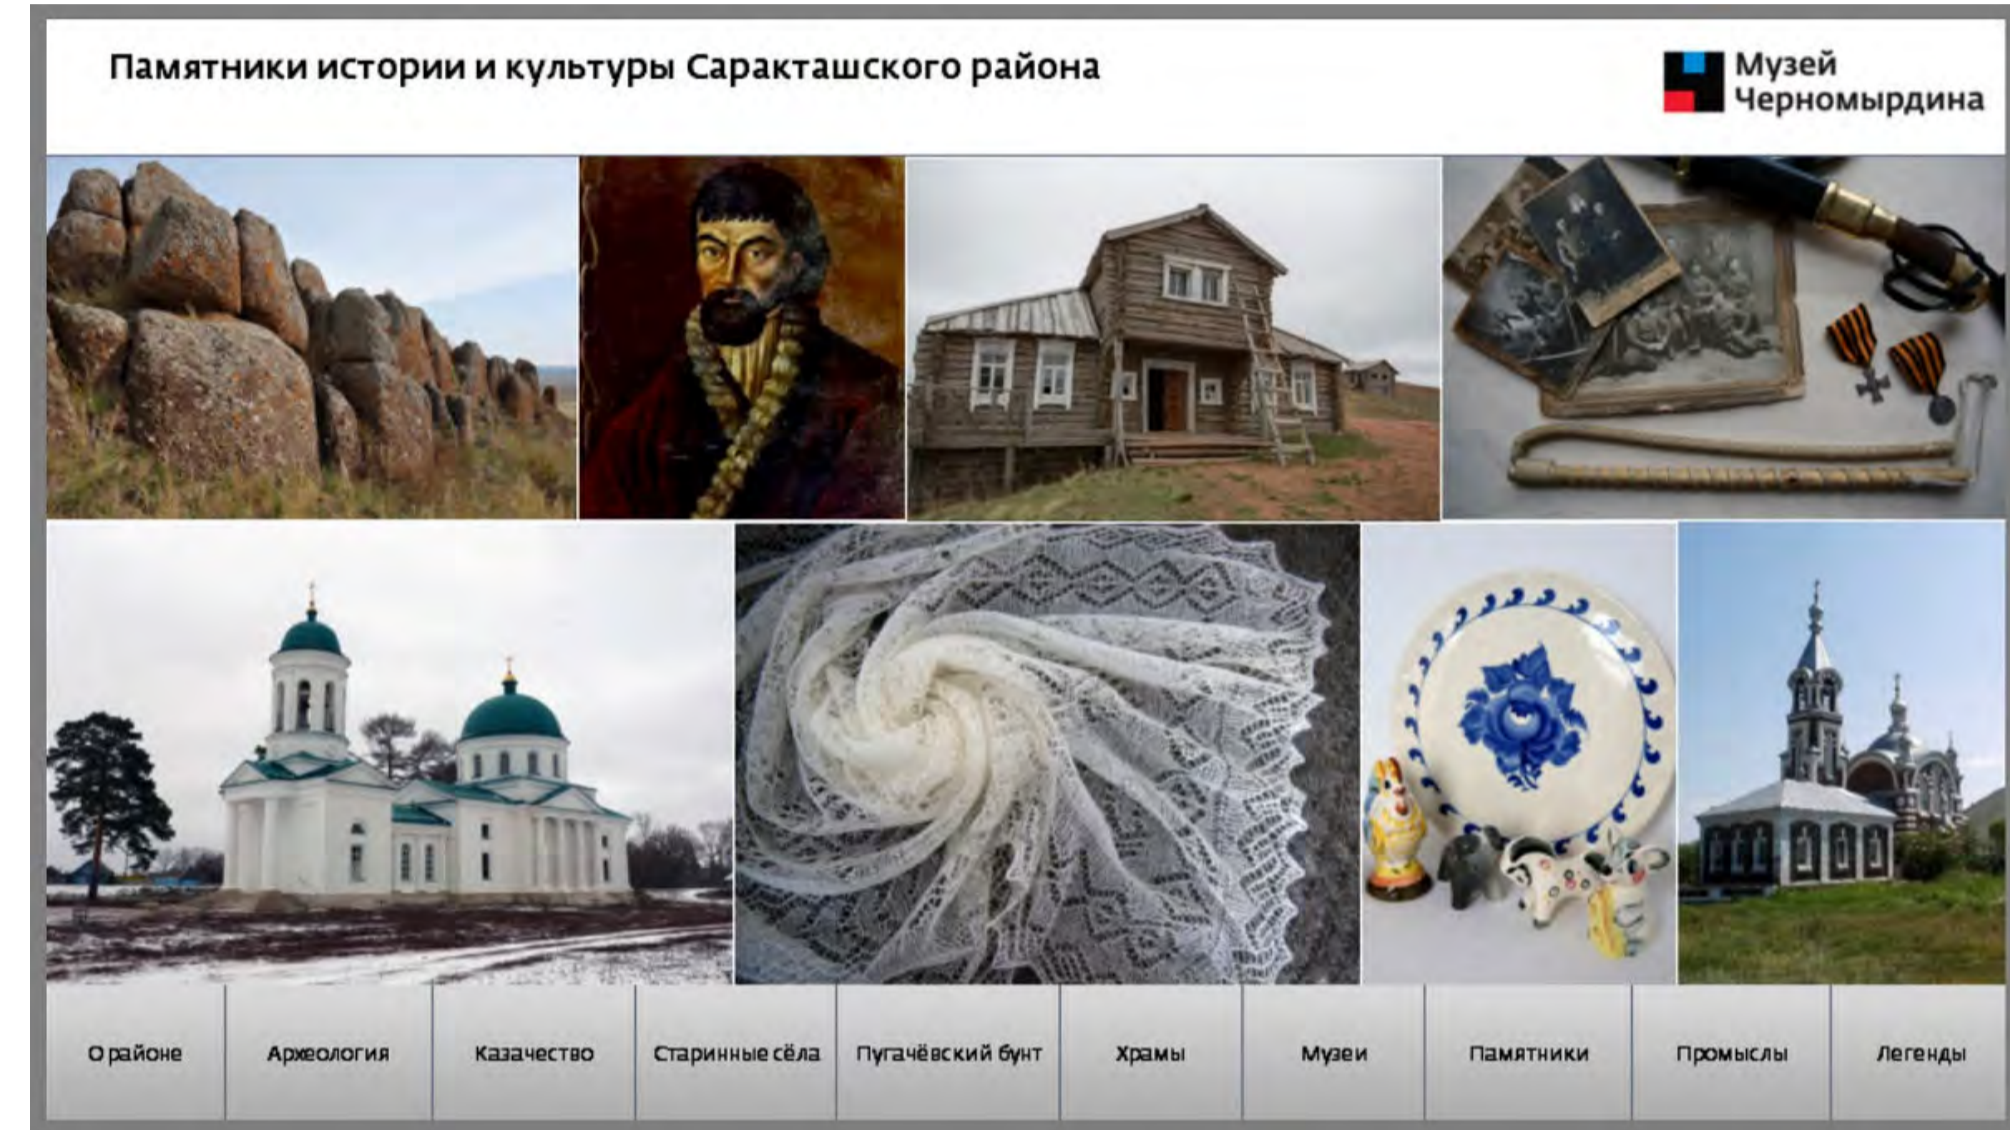 Памятники истории и культуры Саракташского района
Музей
Черномырдина
О районе
Археология
Казачество
Старинные сёла
Пугачёвский бунт
Храмы
Музеи
Памятники
Промыслы
Легенды